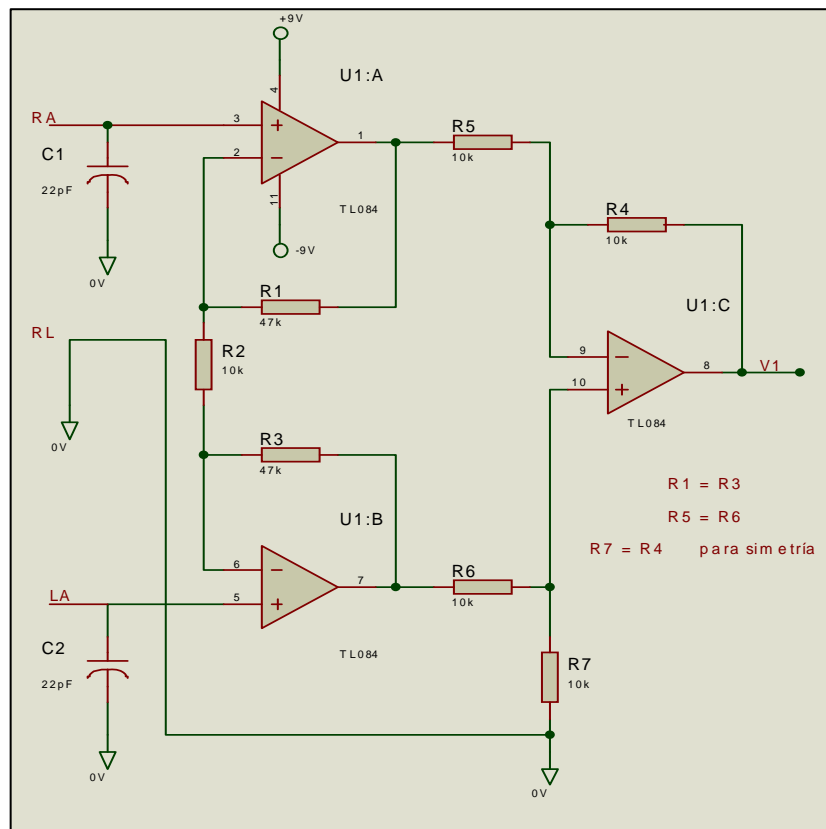 +9V
U1:A
4
RA
3
1
2
11
C1
22pF
TL084
-9V
0V
R5
10k
R4
10k
R1
47k
RL
R2
10k
0V
U1:C
9
10
8
V1
TL084
R3
47k
U1:B
R1 = R3
R5 = R6
R7 = R4 para simetría
6
5
7
LA
R6
10k
C2
22pF
TL084
R7
10k
0V
0V